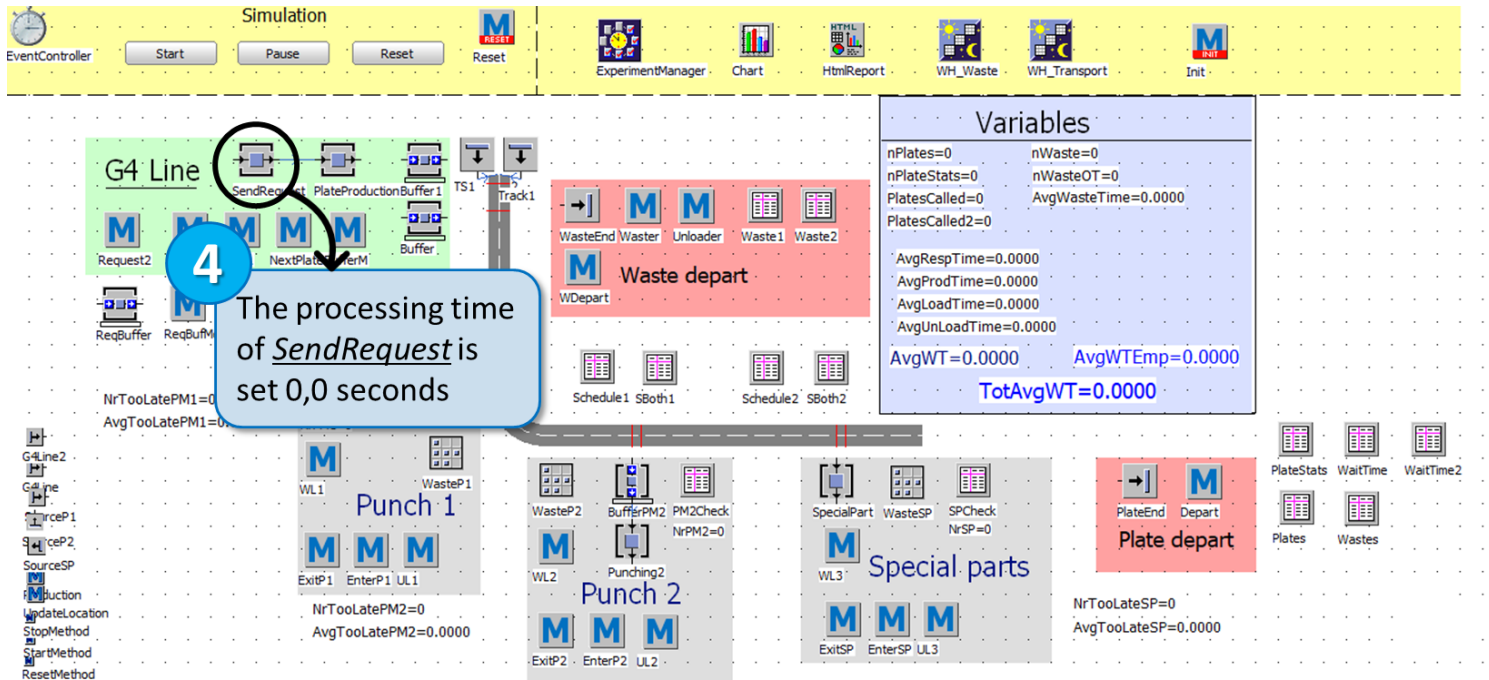 Simulation
EventController
Start
Pause
Reset
M
RESET
Reset
ExperimentManager
Chart
HTML
HtmlReport
WH_Waste
WH_Transport
M
INIT
Init
G4 Line
SendRequest
PlateProduction
Buffer1
TS1
Track1
Request2
NextPlate
Buffer
ReqBuffer
4
The processing time
of SendRequest is
set 0,0 seconds
WasteEnd
Waster
Unloader
Waste1
Waste2
WDepart
Waste depart
Variables
nPlates=0
nWaste=0
nPlateStats=0
nWasteOT=0
PlatesCalled=0
AvgWasteTime=0.0000
PlatesCalled2=0
AvgRespTime=0.0000
AvgProdTime=0.0000
AvgLoadTime=0.0000
AvgUnLoadTime=0.0000
AvgWT=0.0000
AvgWTEmp=0.0000
TotAvgWT=0.0000
Schedule1
SBoth1
Schedule2
SBoth2
NrTooLatePM1=0
AvgTooLatePM1=0.
G4Line2
SourceP2
SourceSP
UpdateLocation
StopMethod
StartMethod
ResetMethod
WL1
WasteP1
Punch 1
ExitP1
EnterP1
UL1
NrTooLatePM2=0
AvgTooLatePM2=0.0000
WasteP2
BufferPM2
PM2Check
NrPM2=0
WL2
Punching2
Punch 2
ExitP2
EnterP2
UL2
SpecialPart
WasteSP
SPCheck
NrSP=0
WL3
Special parts
ExitSP
EnterSP
UL3
PlateEnd
Depart
Plate depart
PlateStats
WaitTime
WaitTime2
Plates
Wastes
NrTooLateSP=0
AvgTooLateSP=0.0000